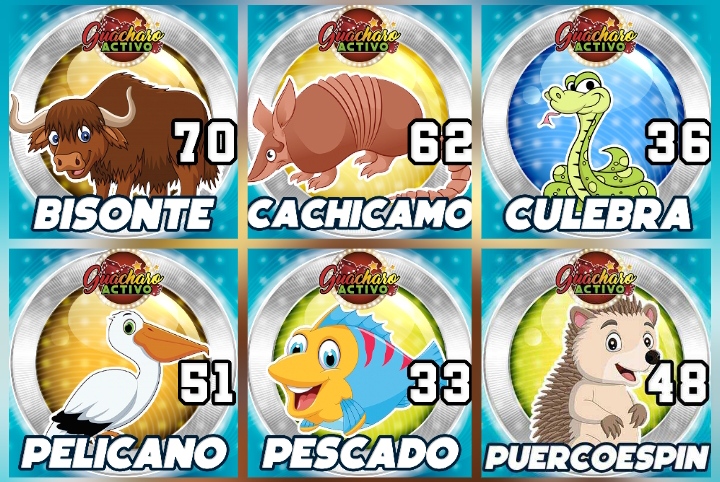 Guácharo
ACTIVO
70
BISONTE
Guácharo
ACTIVO
62
CACHICAMO
Guácharo
ACTIVO
36
CULEBRA
Guácharo
ACTIVO
51
PELICANO
Guácharo
ACTIVO
33
PESCADO
Guácharo
ACTIVO
48
PUERCOESPIN